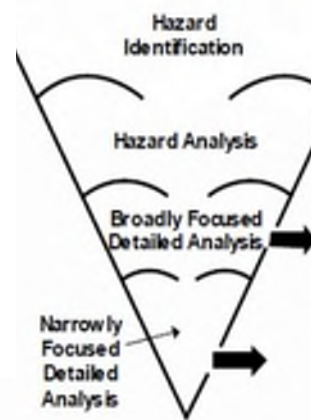 Hazard
Identification
Hazard Analysis
Broadly Focused
Detailed Analysis
Narrowly
Focused
Detailed
Analysis